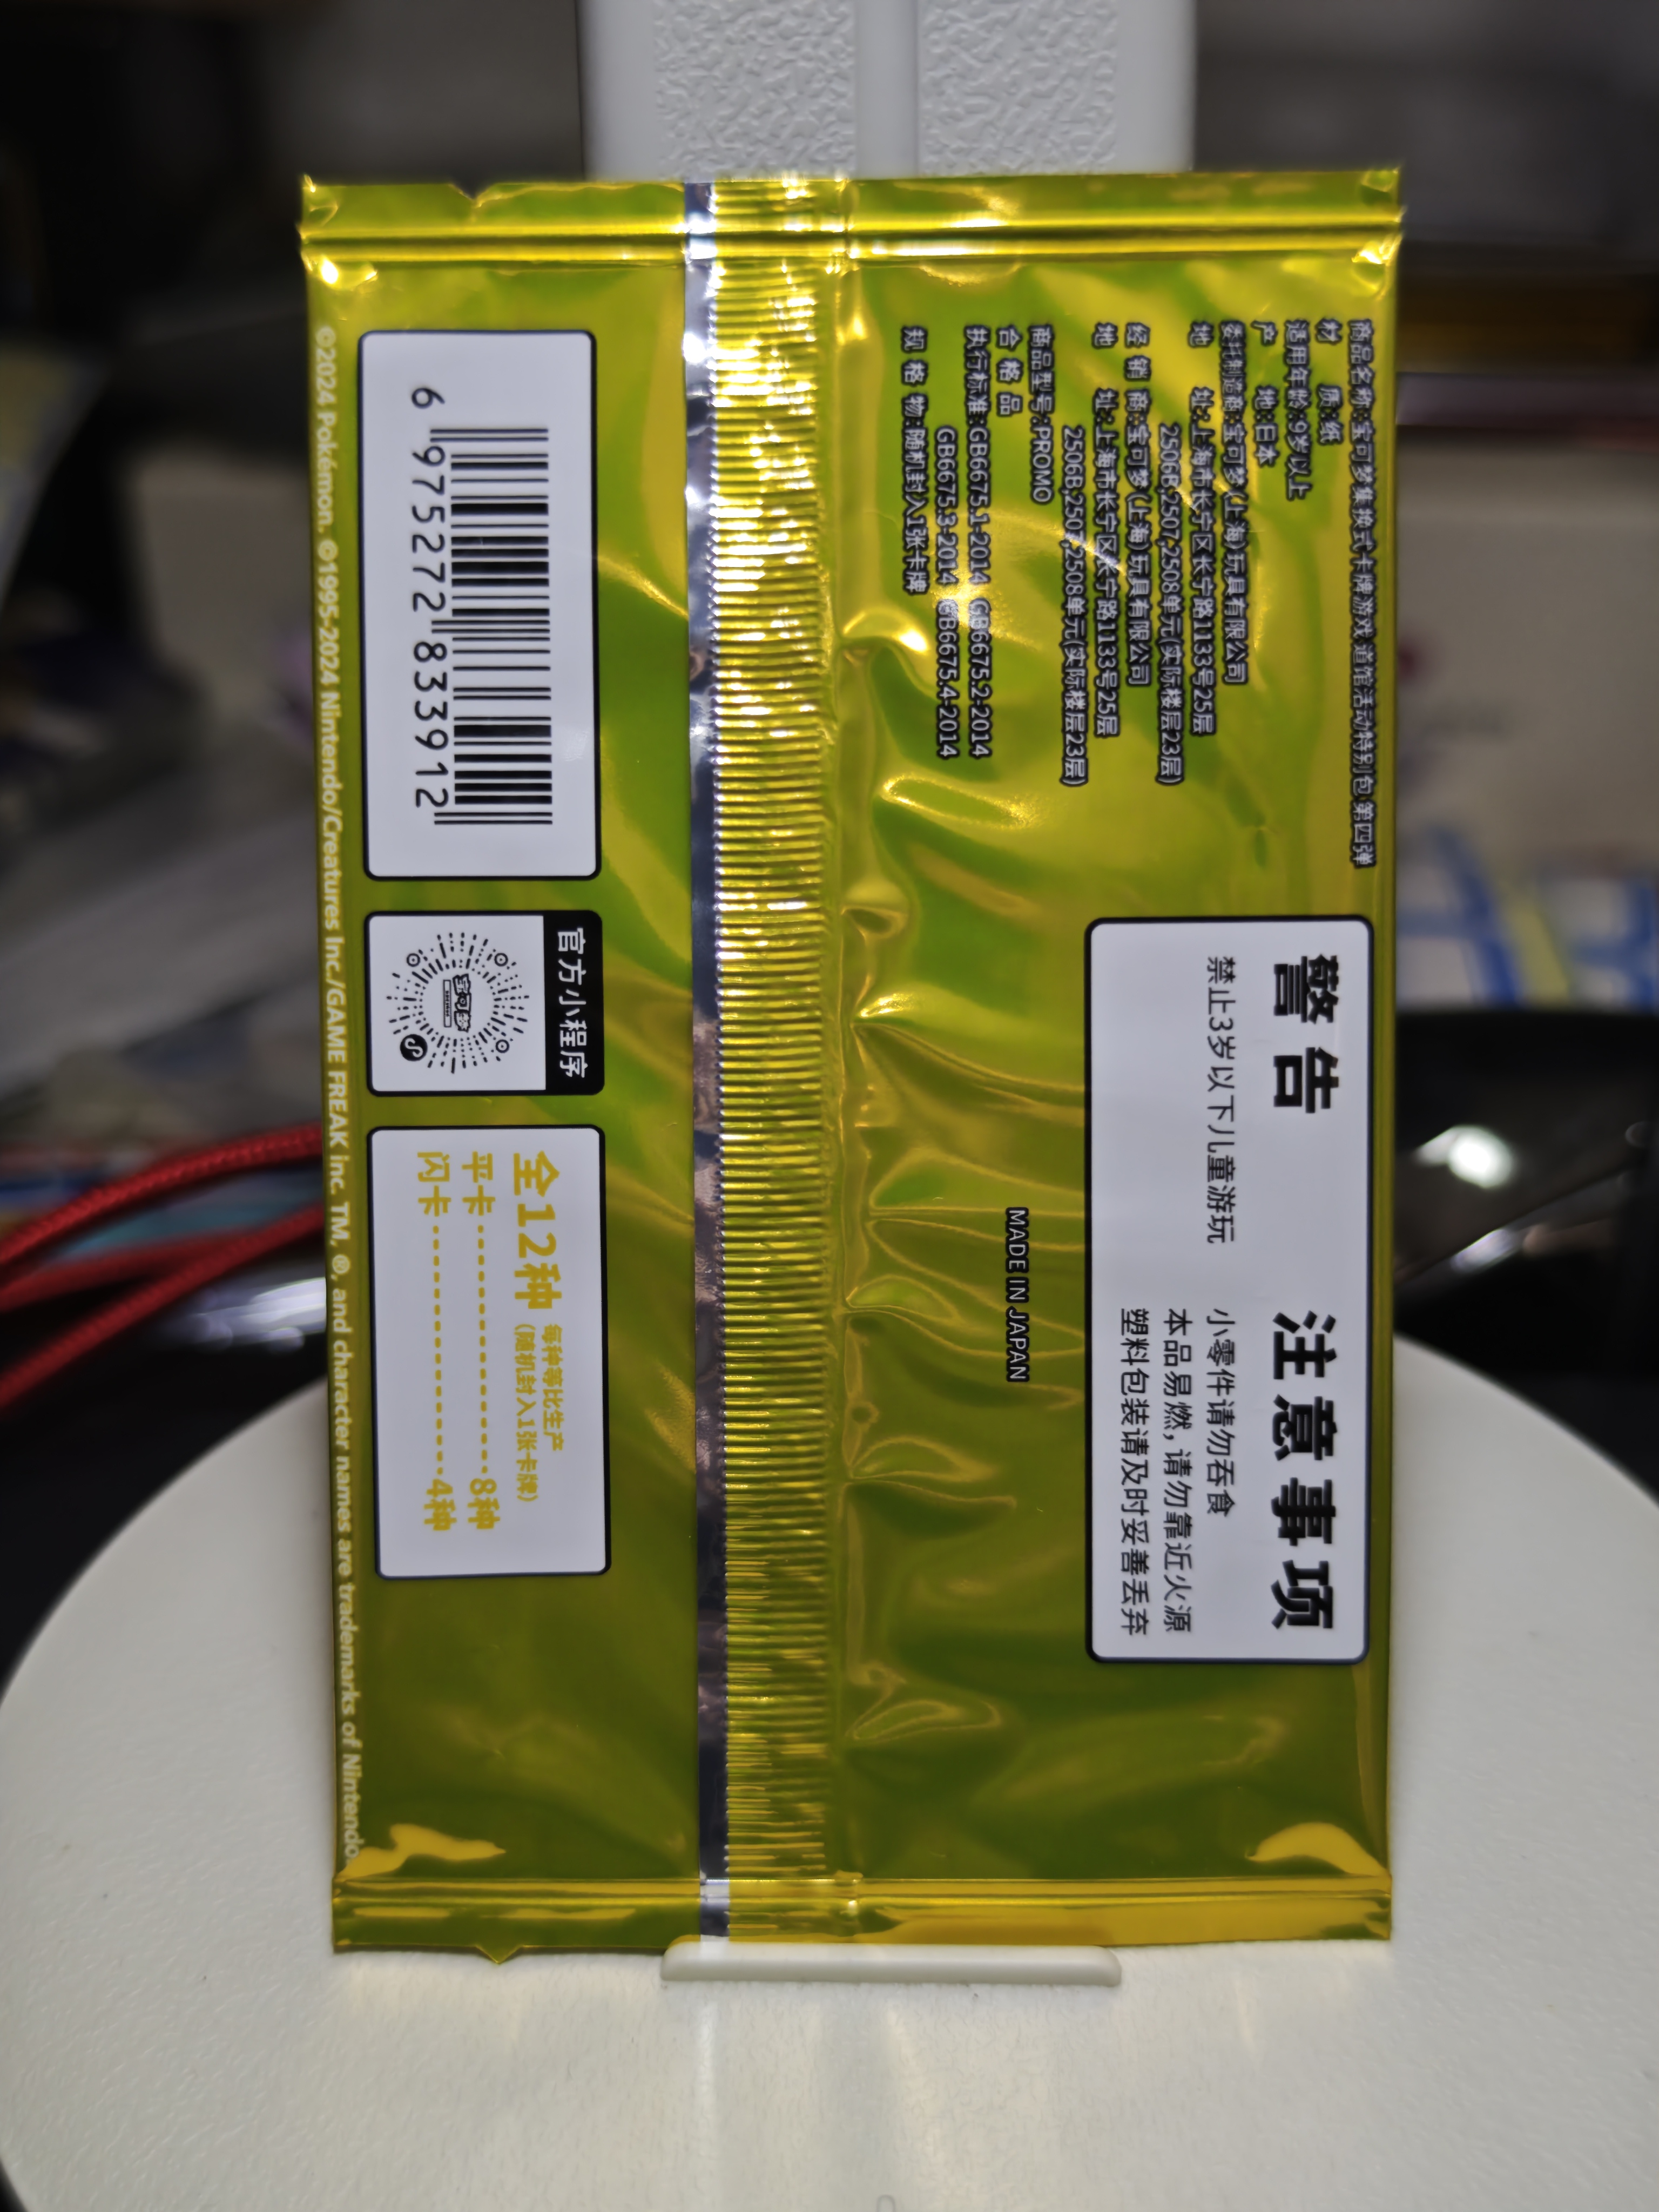 商品名称:宝可梦集换式卡牌游戏 道馆活动特别包 第四弹
材质:纸
适用年龄:9岁以上
产地:日本
委托制造商:宝可梦(上海)玩具有限公司
地址:上海市长宁区长宁路1133号25层
2506B,2507,2508单元(实际楼层23层)
经销商:宝可梦(上海)玩具有限公司
地址:上海市长宁区长宁路1133号25层
2506B,2507,2508单元(实际楼层23层)
商品型号:PROMO
合格品
执行标准:GB6675.1-2014 GB6675.2-2014
GB6675.3-2014 GB6675.4-2014
规格物:随机封入1张卡牌
警告
禁止3岁以下儿童游玩
注意事项
小零件请勿吞食
本品易燃,请勿靠近火源
塑料包装请及时妥善丢弃
MADE IN JAPAN
6 975272 833912
官方小程序
宝可梦
全12种 每种等比生产
(随机封入1张卡牌)
平卡----------------8种
闪卡----------------4种
©2024 Pokémon. ©1995-2024 Nintendo/Creatures Inc./GAME FREAK inc. TM, ®, and character names are trademarks of Nintendo.